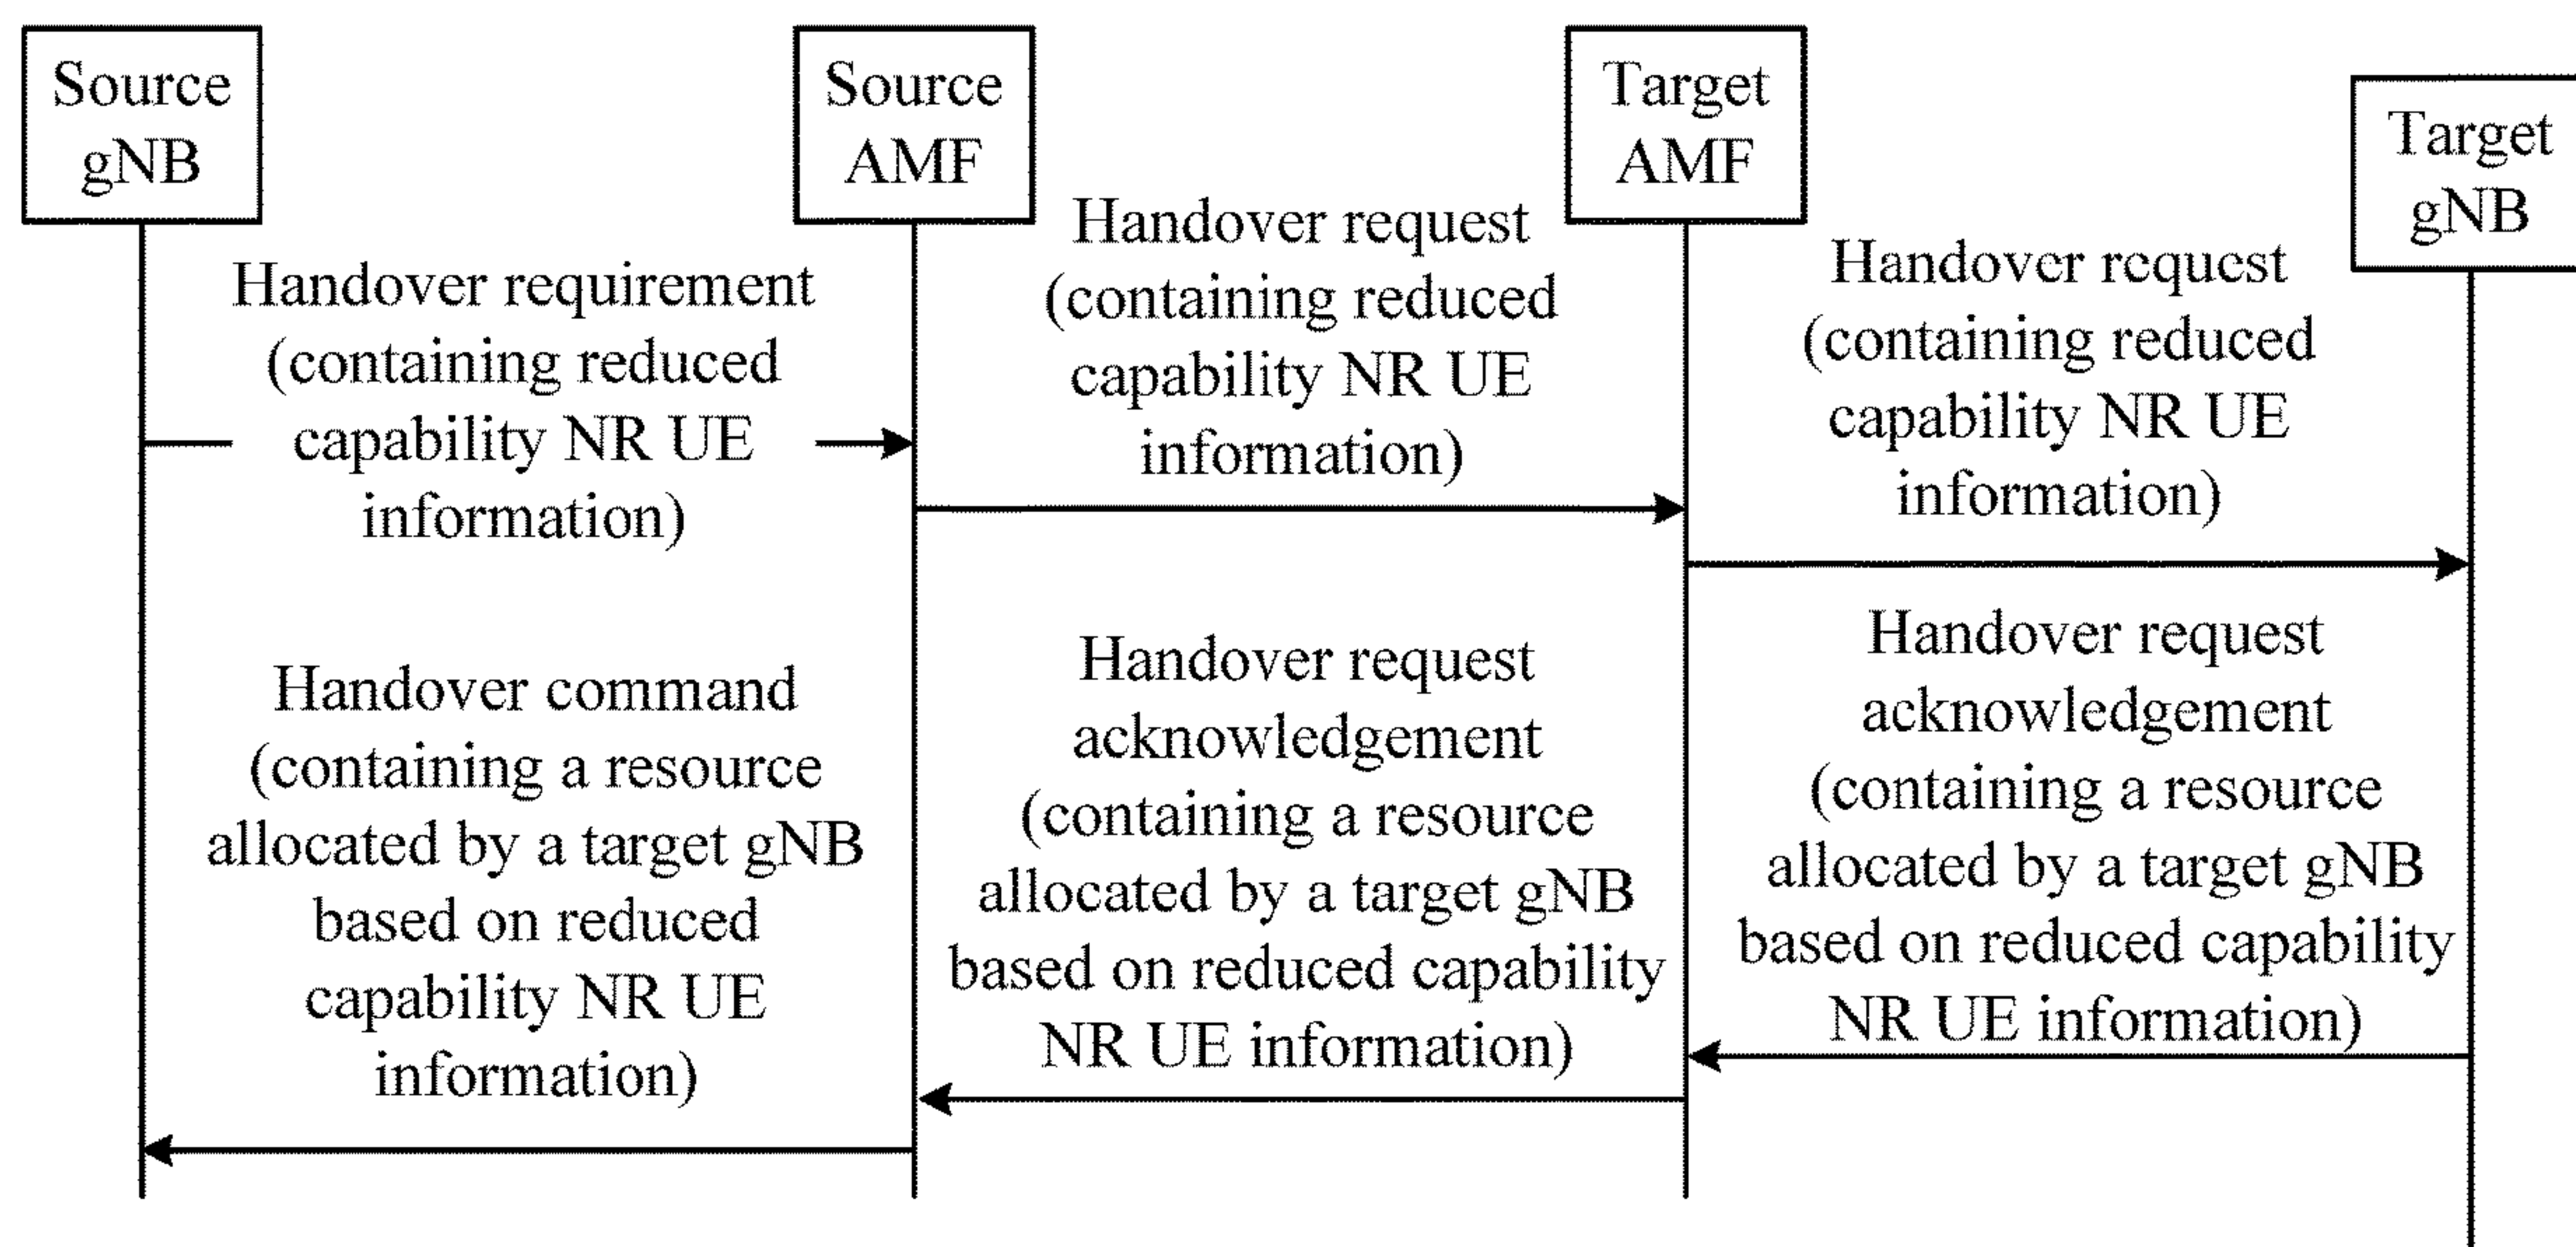 Source
gNB
Source
AMF
Target
AMF
Target
gNB
Handover requirement
(containing reduced
capability NR UE
information)
Handover request
(containing reduced
capability NR UE
information)
Handover request
(containing reduced
capability NR UE
information)
Handover request
acknowledgement
(containing a resource
allocated by a target gNB
based on reduced capability
NR UE information)
Handover request
acknowledgement
(containing a resource
allocated by a target gNB
based on reduced capability
NR UE information)
Handover command
(containing a resource
allocated by a target gNB
based on reduced
capability NR UE
information)